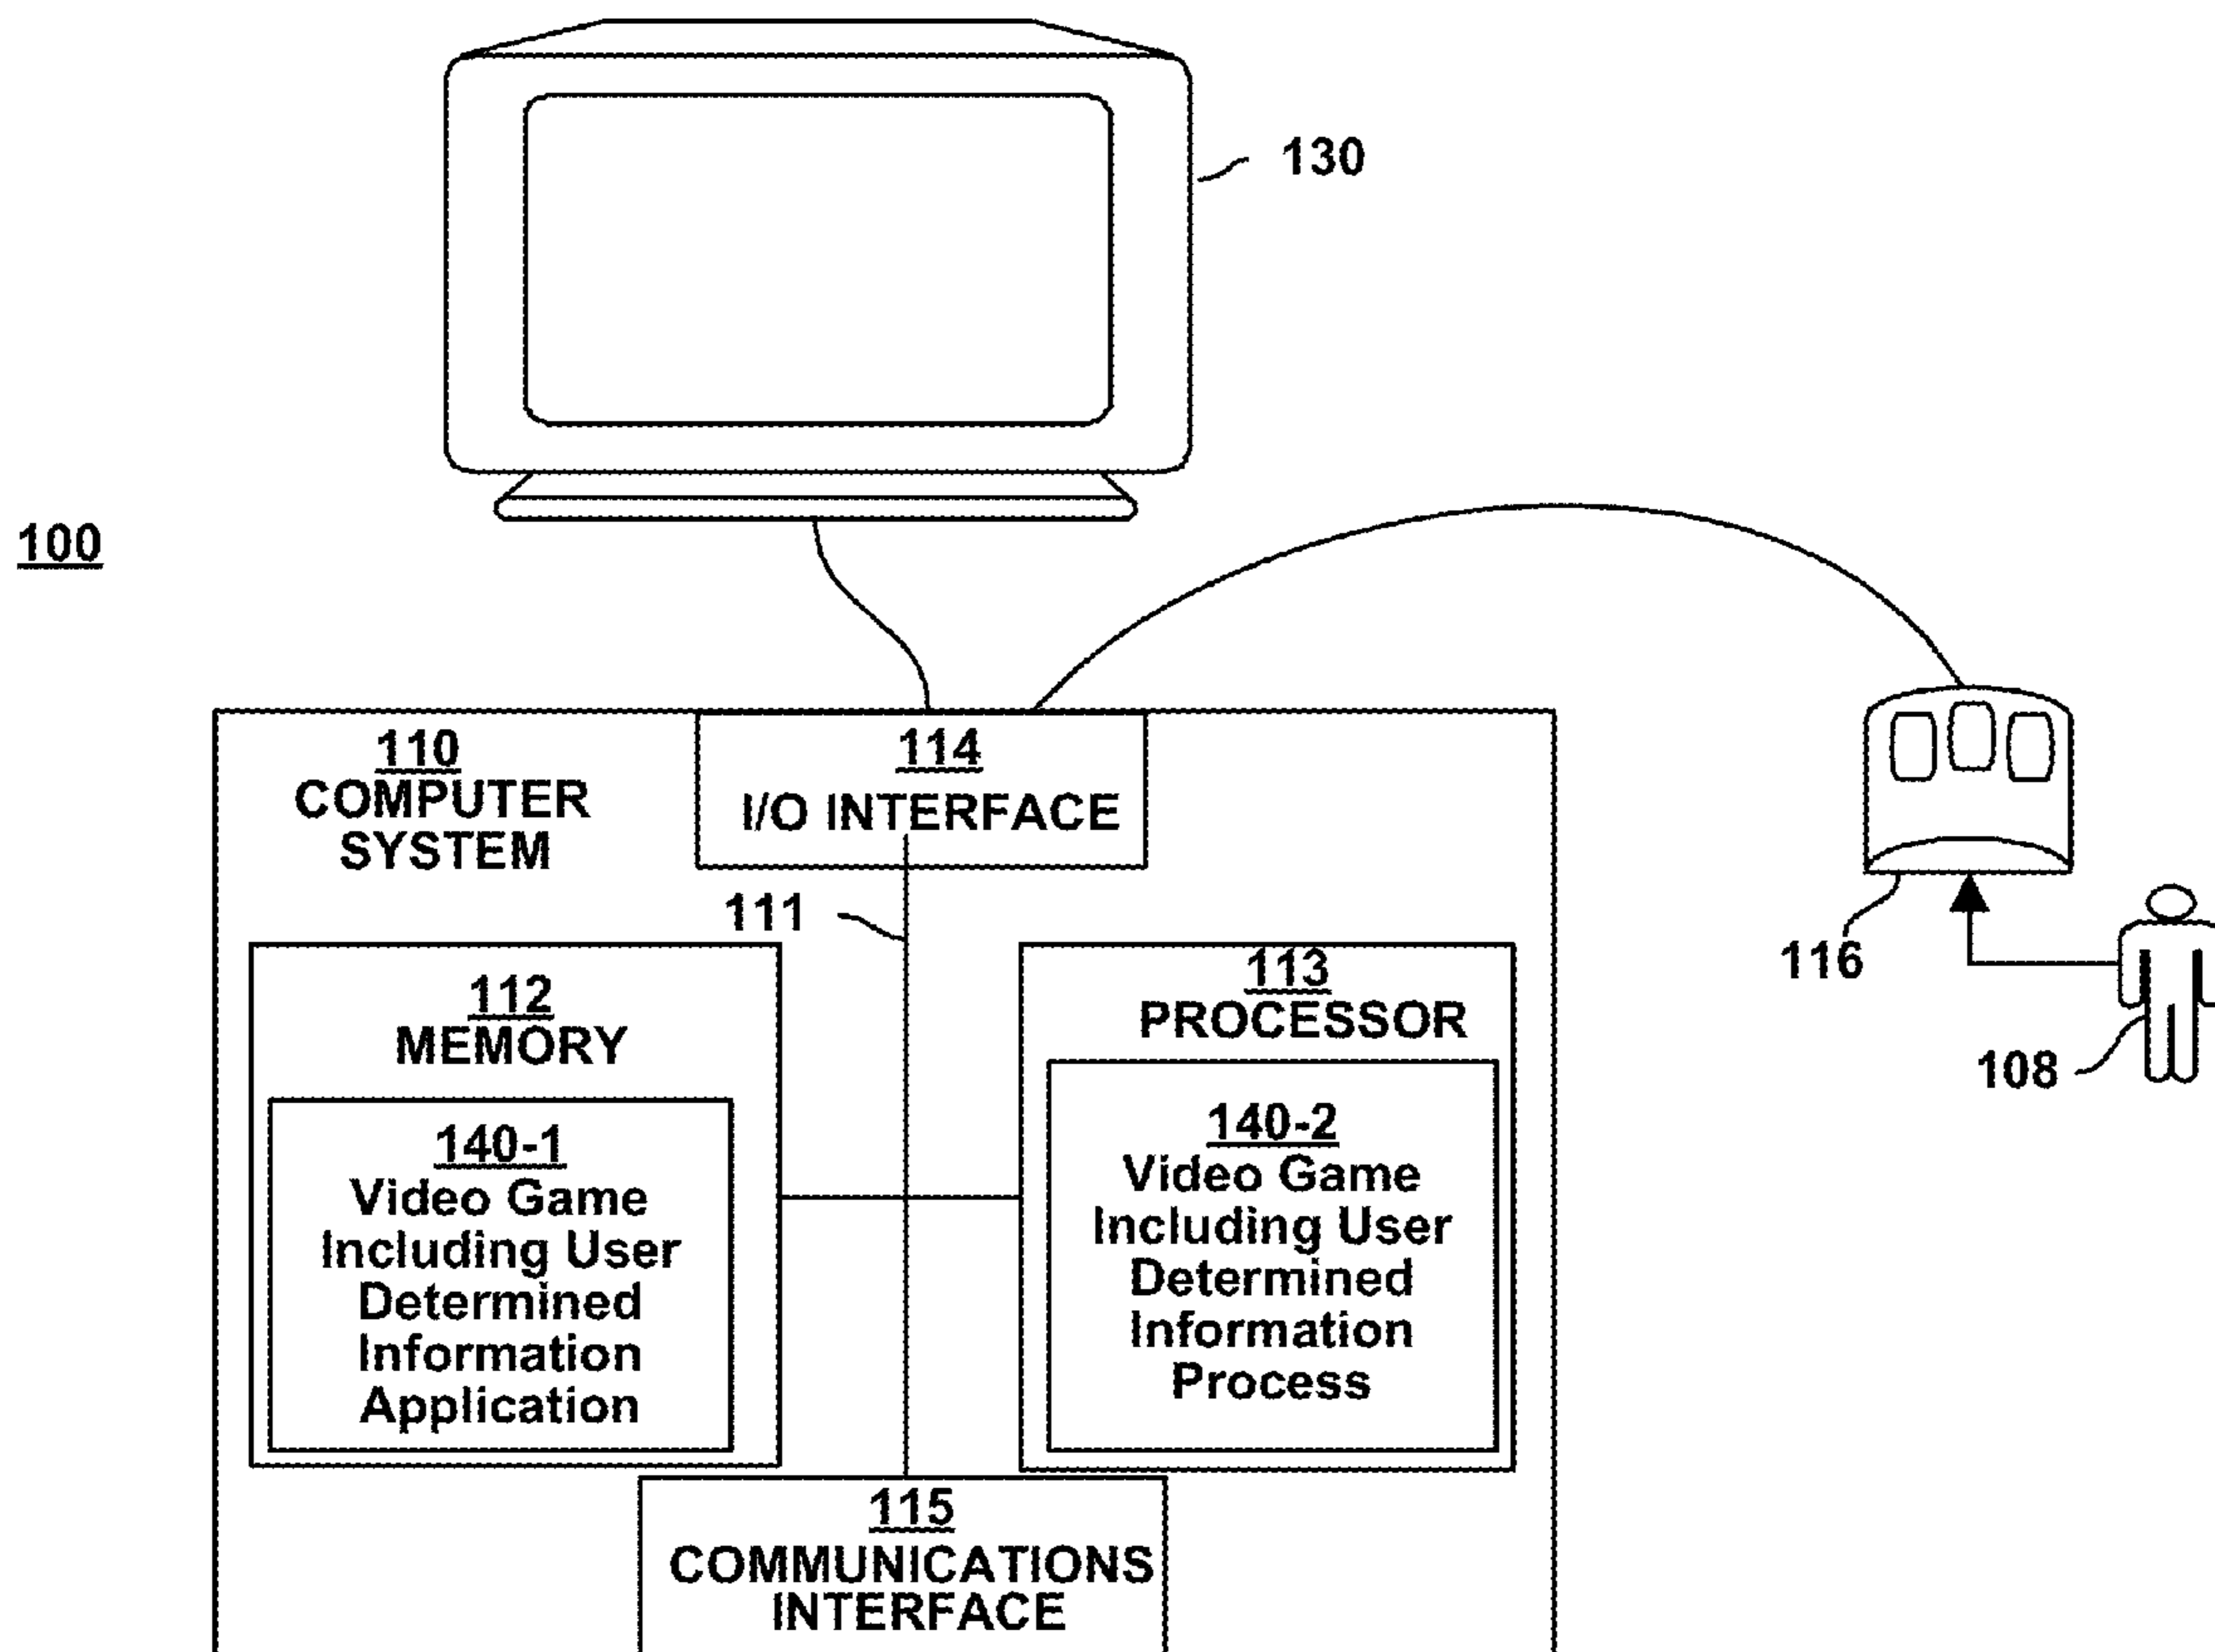 130
100
110
COMPUTER
SYSTEM
114
I/O INTERFACE
111
116
108
112
MEMORY
140-1
Video Game
Including User
Determined
Information
Application
113
PROCESSOR
140-2
Video Game
Including User
Determined
Information
Process
115
COMMUNICATIONS
INTERFACE